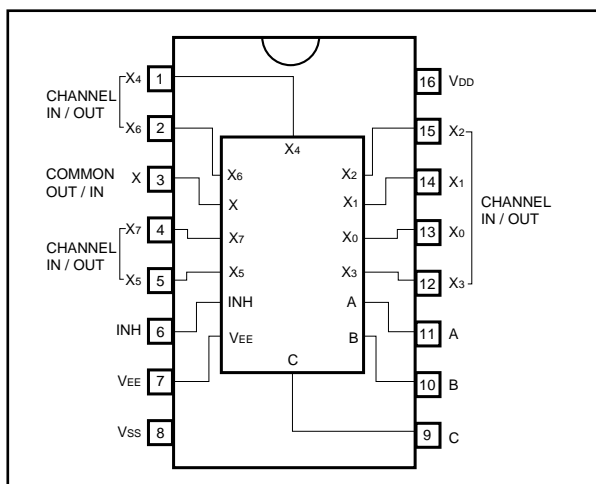 X4 1
CHANNEL
IN / OUT
X6 2
COMMON
OUT / IN
X 3
X7 4
CHANNEL
IN / OUT
X5 5
INH 6
VEE 7
VSS 8
X4
X6
X
X7
X5
INH
VEE
C
X2
X1
X0
X3
A
B
16 VDD
15 X2
14 X1
CHANNEL
IN / OUT
13 X0
12 X3
11 A
10 B
9 C